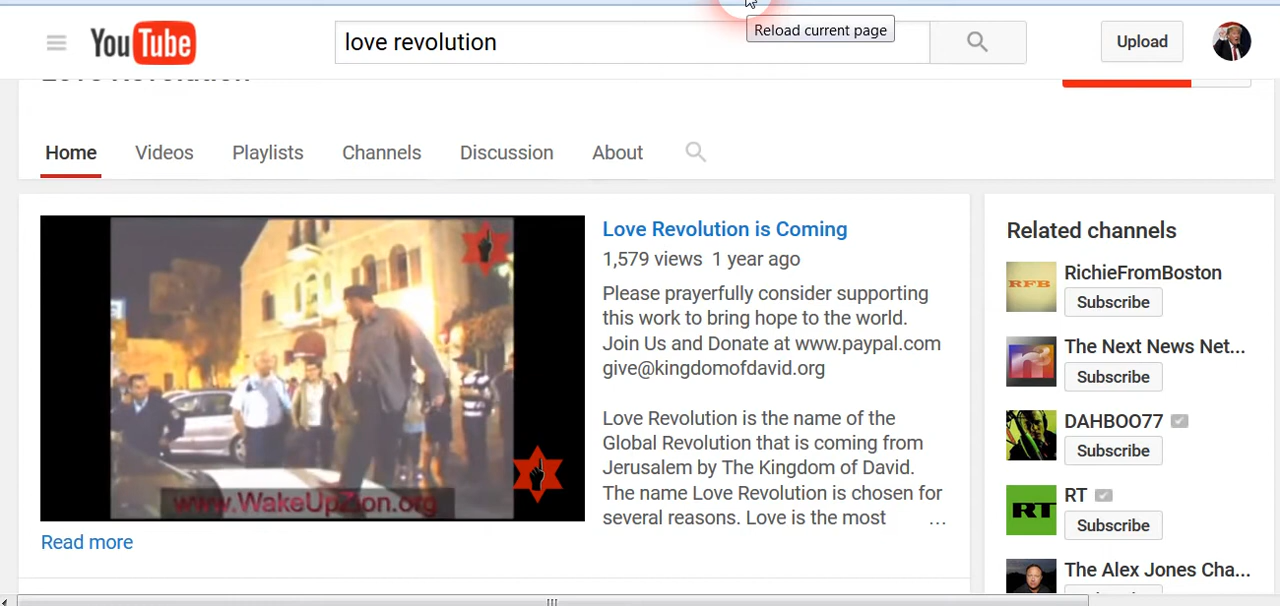 Reload current page
YouTube
love revolution
Upload
Love Revolution
Home Videos Playlists Channels Discussion About
www.WakeUpZion.org
Read more
Love Revolution is Coming
1,579 views 1 year ago
Please prayerfully consider supporting
this work to bring hope to the world.
Join Us and Donate at www.paypal.com
give@kingdomofdavid.org
Love Revolution is the name of the
Global Revolution that is coming from
Jerusalem by The Kingdom of David.
The name Love Revolution is chosen for
several reasons. Love is the most ...
Related channels
RFB
RichieFromBoston
Subscribe
The Next News Net...
Subscribe
DAHBOO77
Subscribe
RT
RT
Subscribe
The Alex Jones Cha...